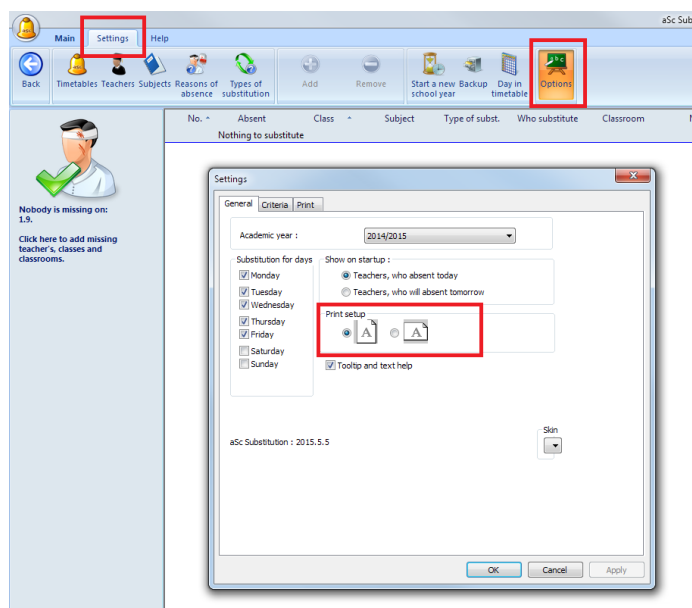 aSc Sub
Main Settings Help
Back Timetables Teachers Subjects Reasons of absence Types of substitution Add Remove Start a new school year Backup Day in timetable Options
No. Absent Class Subject Type of subst. Who substitute Classroom
Nothing to substitute
Nobody is missing on:
1.9.
Click here to add missing
teacher's, classes and
classrooms.
Settings
General Criteria Print
Academic year : 2014/2015
Substitution for days Show on startup :
Monday Teachers, who absent today
Tuesday Teachers, who will absent tomorrow
Wednesday
Thursday Print setup
Friday A A
Saturday
Sunday Tooltip and text help
Skin
aSc Substitution : 2015.5.5
OK Cancel Apply